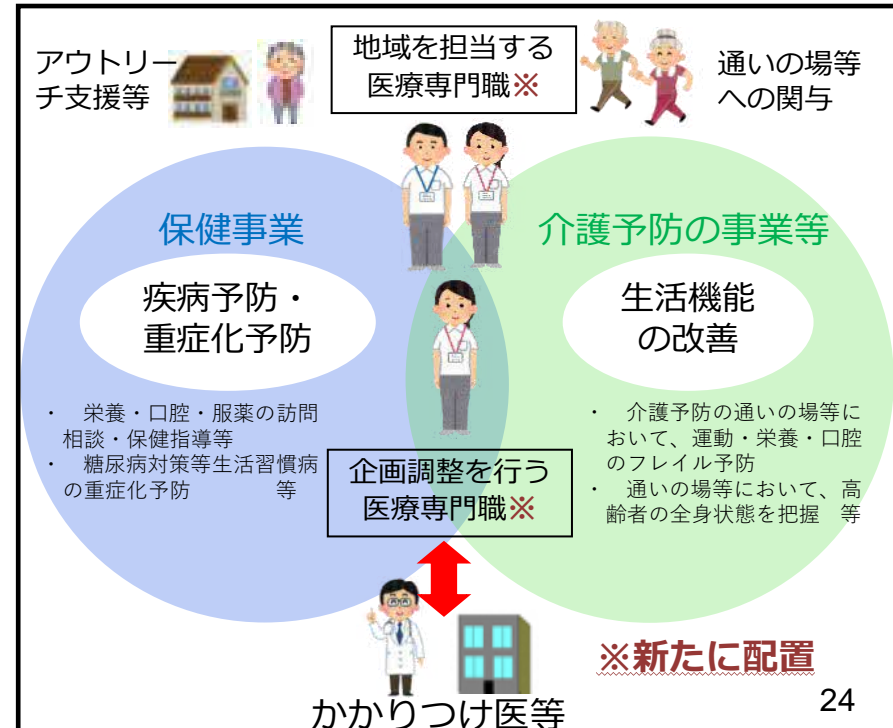 アウトリー
チ支援等
地域を担当する
医療専門職※
通いの場等
への関与
保健事業
疾病予防・
重症化予防
・　栄養・口腔・服薬の訪問
相談・保健指導等
・　糖尿病対策等生活習慣病
の重症化予防　　　　等
介護予防の事業等
生活機能
の改善
・　介護予防の通いの場等に
おいて、運動・栄養・口腔
のフレイル予防
・　通いの場等において、高
齢者の全身状態を把握　等
企画調整を行う
医療専門職※
かかりつけ医等
※新たに配置
24